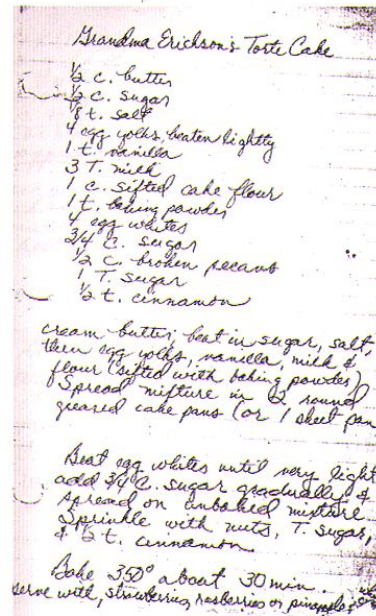 Grandma Erickson's Torte Cake
½ c. butter
½ c. sugar
⅛ t. salt
4 egg yolks, beaten lightly
1 t. vanilla
3 T. milk
1 c. sifted cake flour
1 t. baking powder
4 egg whites
3/4 c. sugar
½ c. broken pecans
1 T. sugar
½ t. cinnamon
cream butter, beat in sugar, salt,
then egg yolks, vanilla, milk &
flour (sifted with baking powder)
Spread mixture in 2 round
greased cake pans (or 1 sheet pan
Beat egg whites until very light
add 3/4 c. sugar gradually &
spread on unbaked mixture
Sprinkle with nuts, T. sugar,
& ½ t. cinnamon
Bake 350° about 30 min.
serve with strawberries, rasberries or pineapple &